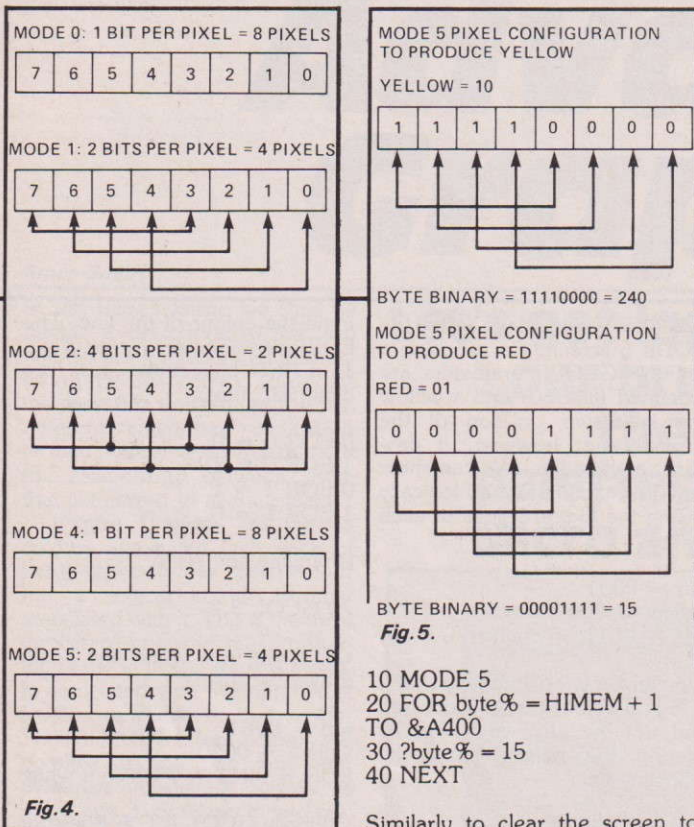 MODE 0: 1 BIT PER PIXEL = 8 PIXELS
7 6 5 4 3 2 1 0
MODE 1: 2 BITS PER PIXEL = 4 PIXELS
7 6 5 4 3 2 1 0
MODE 2: 4 BITS PER PIXEL = 2 PIXELS
7 6 5 4 3 2 1 0
MODE 4: 1 BIT PER PIXEL = 8 PIXELS
7 6 5 4 3 2 1 0
MODE 5: 2 BITS PER PIXEL = 4 PIXELS
7 6 5 4 3 2 1 0
Fig. 4.
MODE 5 PIXEL CONFIGURATION
TO PRODUCE YELLOW
YELLOW = 10
1 1 1 1 0 0 0 0
BYTE BINARY = 11110000 = 240
MODE 5 PIXEL CONFIGURATION
TO PRODUCE RED
RED = 01
0 0 0 0 1 1 1 1
BYTE BINARY = 00001111 = 15
Fig. 5.
10 MODE 5
20 FOR byte% = HIMEM + 1
TO &A400
30 ?byte% = 15
40 NEXT
Similarly to clear the screen to